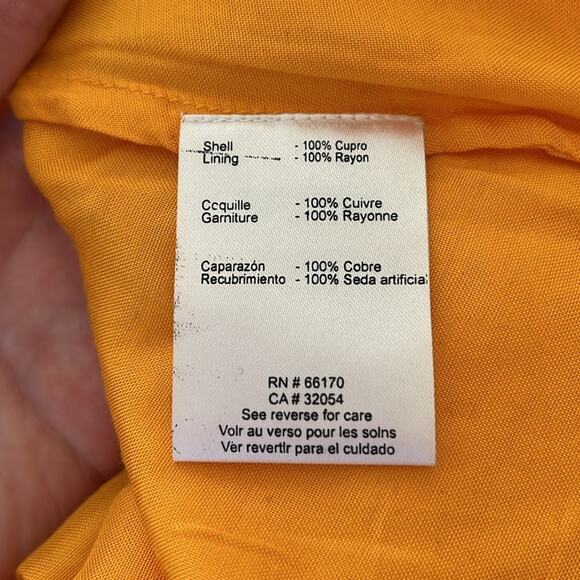 Shell - 100% Cupro
Lining - 100% Rayon
Ccquille - 100% Cuivre
Garniture - 100% Rayonne
Caparazón - 100% Cobre
Recubrimiento - 100% Seda artificial
RN # 66170
CA # 32054
See reverse for care
Voir au verso pour les soins
Ver revertir para el cuidado